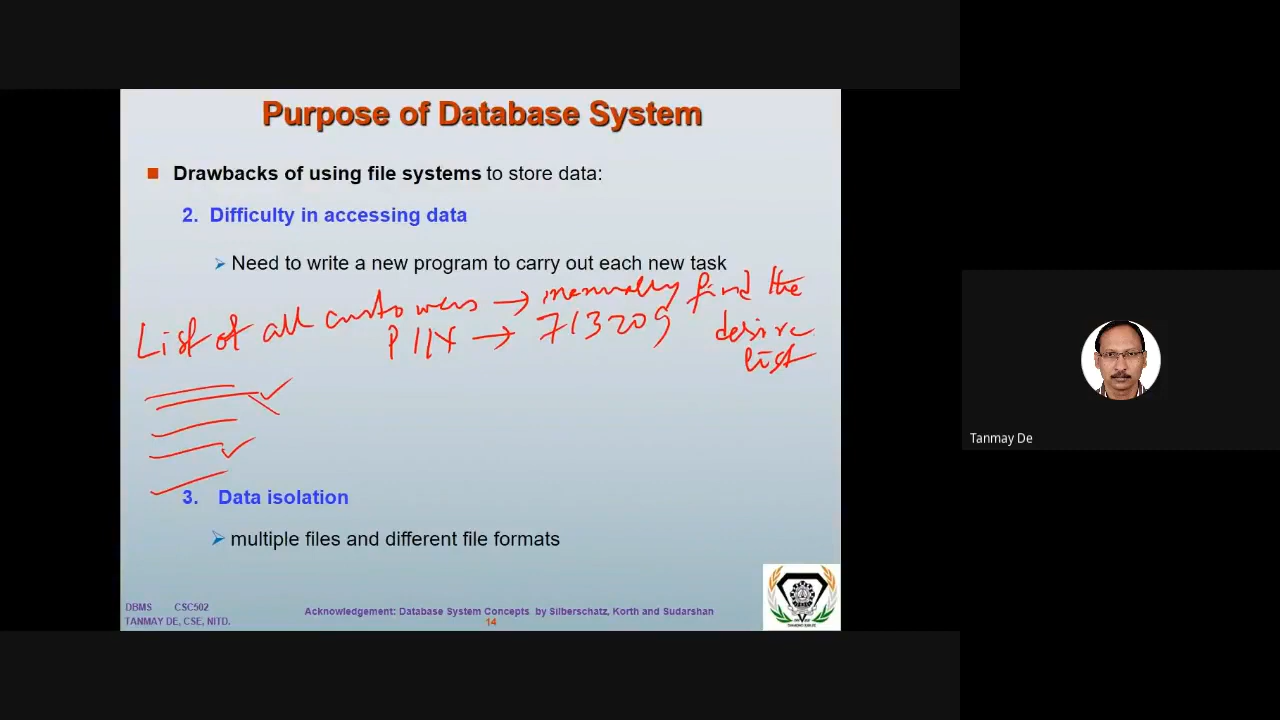 Purpose of Database System
Drawbacks of using file systems to store data:
2. Difficulty in accessing data
Need to write a new program to carry out each new task
List of all customers → manually find the
PIN → 713209 desire
list
3. Data isolation
multiple files and different file formats
DBMS CSC502
TANMAY DE, CSE, NITD.
Acknowledgement: Database System Concepts by Silberschatz, Korth and Sudarshan
14
Tanmay De